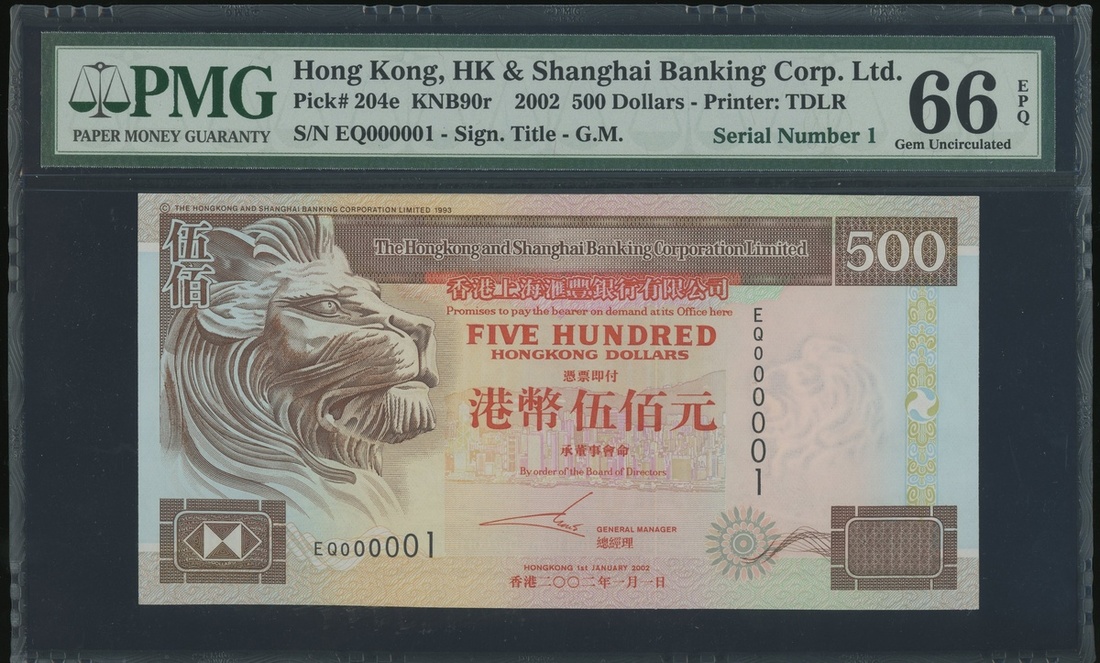 PMG
PAPER MONEY GUARANTY
Hong Kong, HK & Shanghai Banking Corp. Ltd.
Pick# 204e KNB90r 2002 500 Dollars - Printer: TDLR
S/N EQ000001 - Sign. Title - G.M.
Serial Number 1
66
EPQ
Gem Uncirculated
© THE HONGKONG AND SHANGHAI BANKING CORPORATION LIMITED 1993
伍佰
The Hongkong and Shanghai Banking Corporation Limited
500
香港上海滙豐銀行有限公司
Promises to pay the bearer on demand at its Office here
FIVE HUNDRED
HONGKONG DOLLARS
憑票即付
港幣伍佰元
承董事會命
By order of the Board of Directors
EQ000001
GENERAL MANAGER
總經理
EQ000001
HONGKONG 1st JANUARY 2002
香港二〇〇二年一月一日